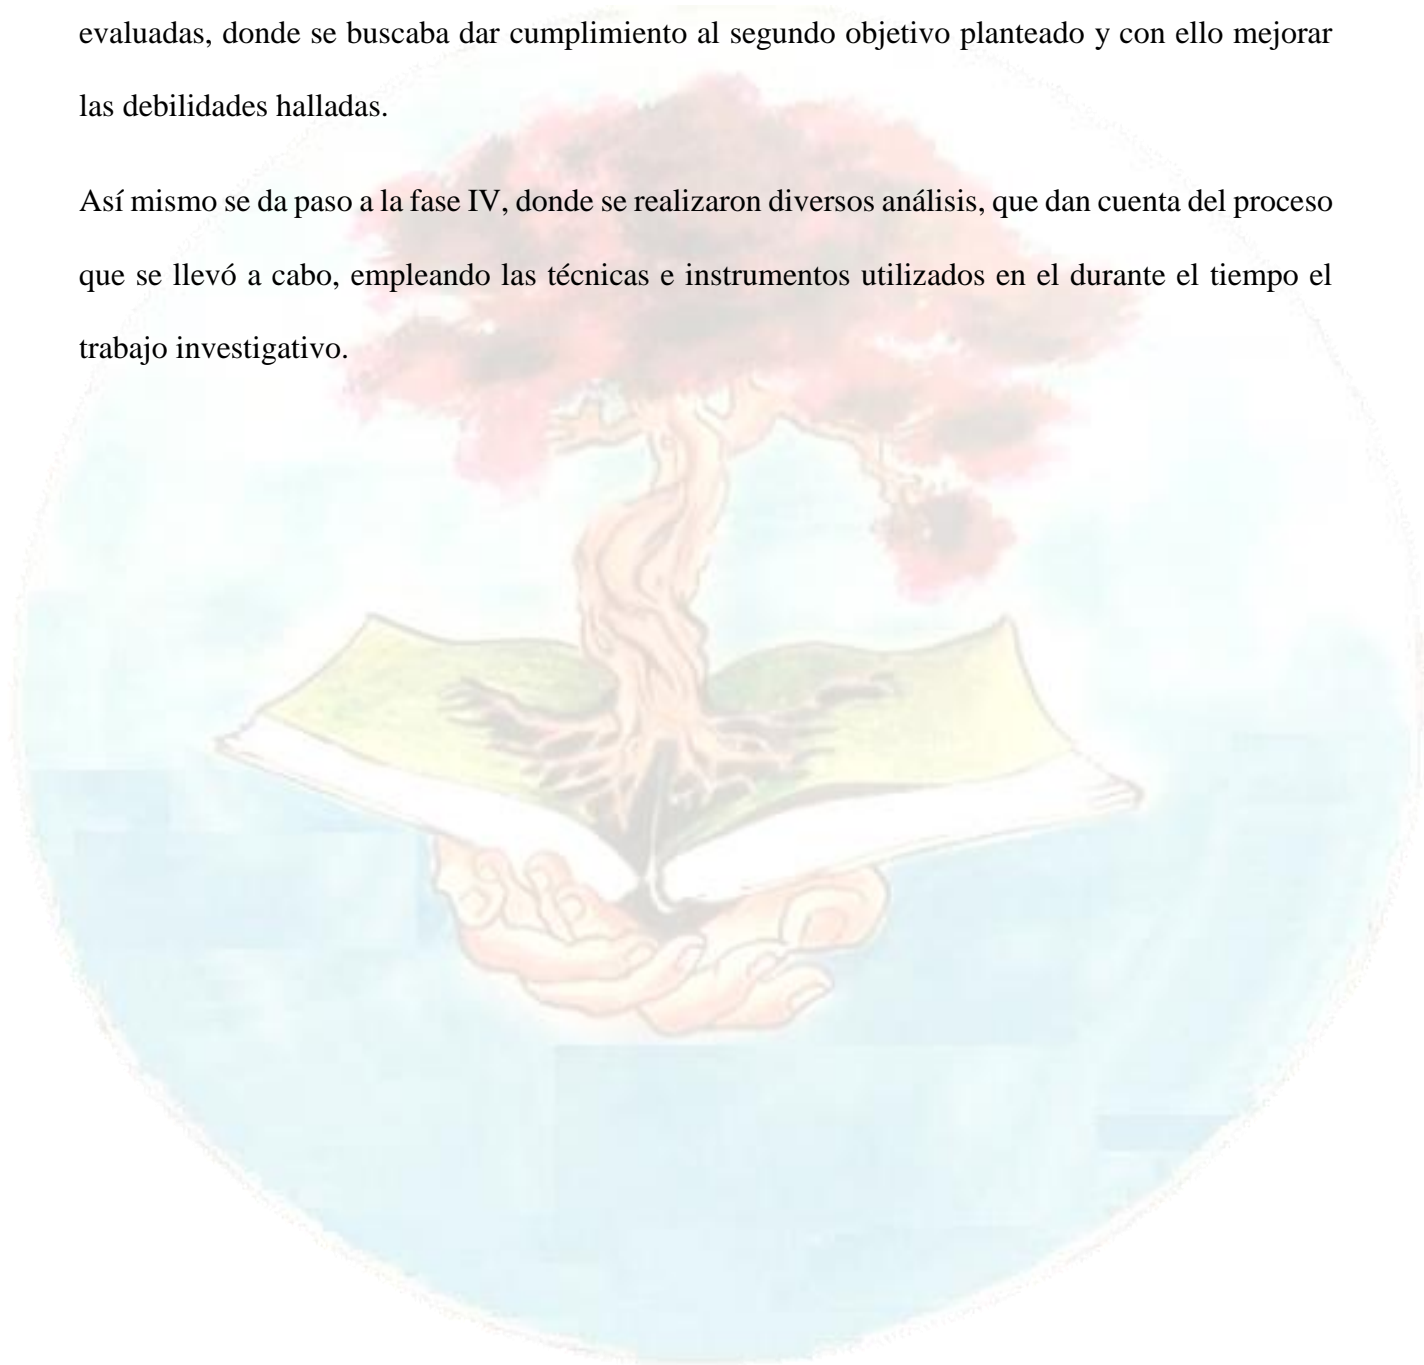 evaluadas, donde se buscaba dar cumplimiento al segundo objetivo planteado y con ello mejorar
las debilidades halladas.
Así mismo se da paso a la fase IV, donde se realizaron diversos análisis, que dan cuenta del proceso
que se llevó a cabo, empleando las técnicas e instrumentos utilizados en el durante el tiempo el
trabajo investigativo.